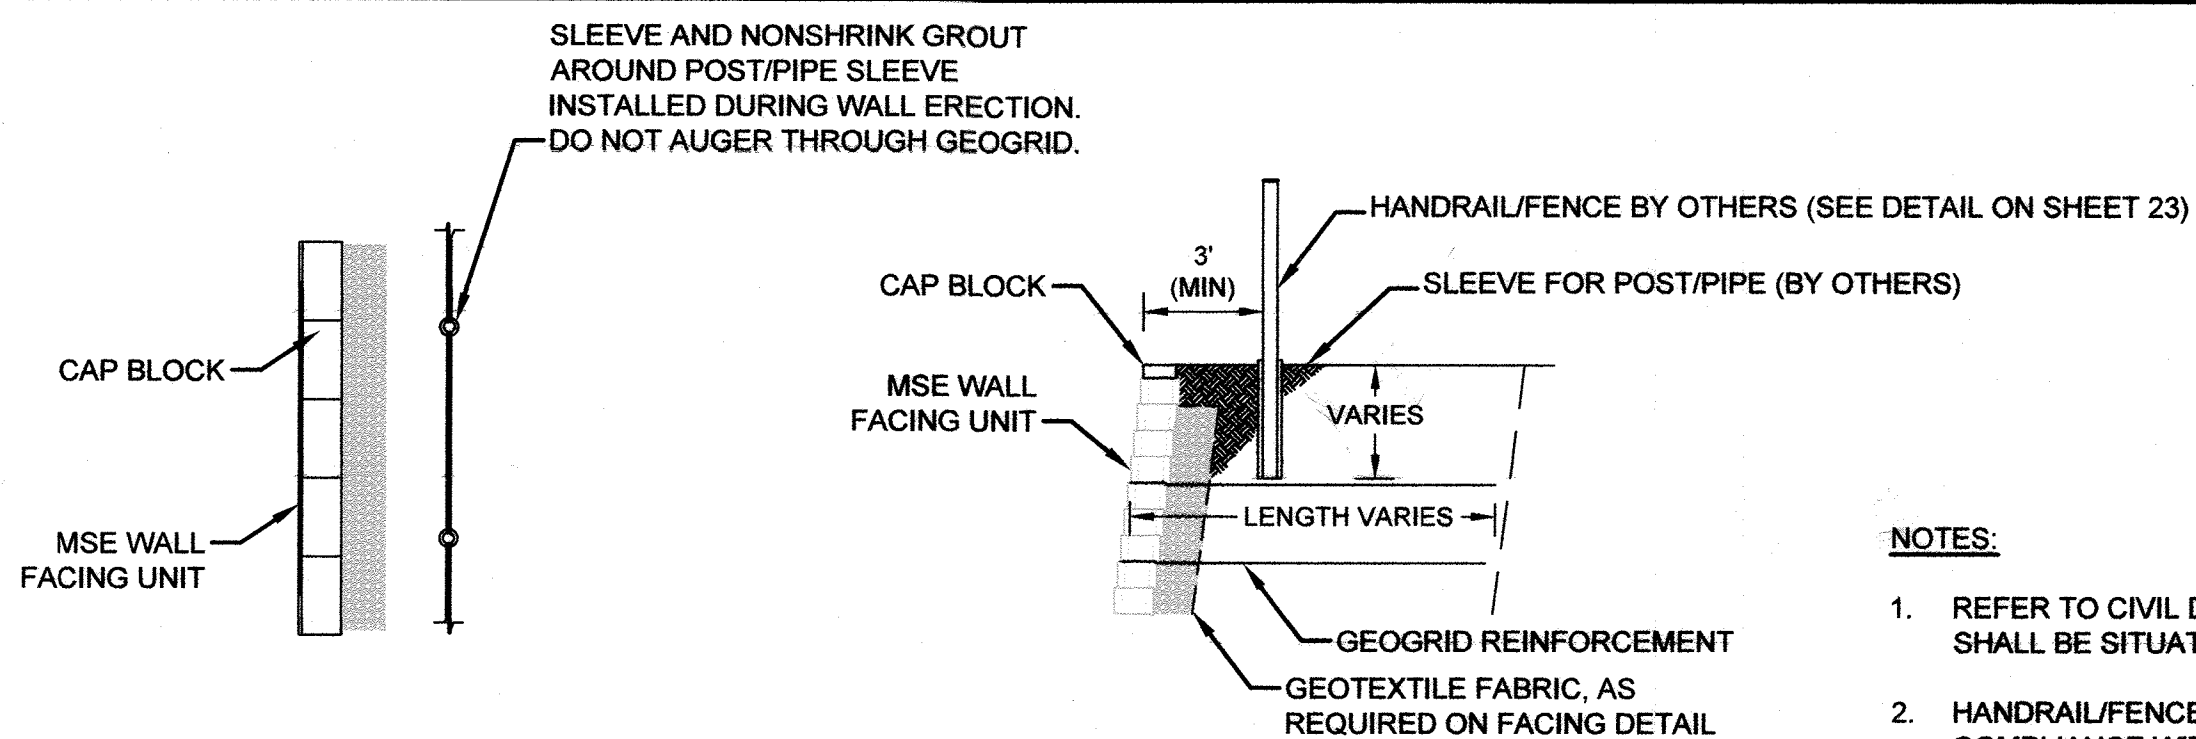 SLEEVE AND NONSHRINK GROUT
AROUND POST/PIPE SLEEVE
INSTALLED DURING WALL ERECTION.
DO NOT AUGER THROUGH GEOGRID.
CAP BLOCK
MSE WALL
FACING UNIT
HANDRAIL/FENCE BY OTHERS (SEE DETAIL ON SHEET 23)
3'
(MIN)
CAP BLOCK
SLEEVE FOR POST/PIPE (BY OTHERS)
MSE WALL
FACING UNIT
VARIES
LENGTH VARIES
GEOGRID REINFORCEMENT
GEOTEXTILE FABRIC, AS
REQUIRED ON FACING DETAIL
NOTES:
1. REFER TO CIVIL
SHALL BE SITUAT
2. HANDRAIL/FENCE